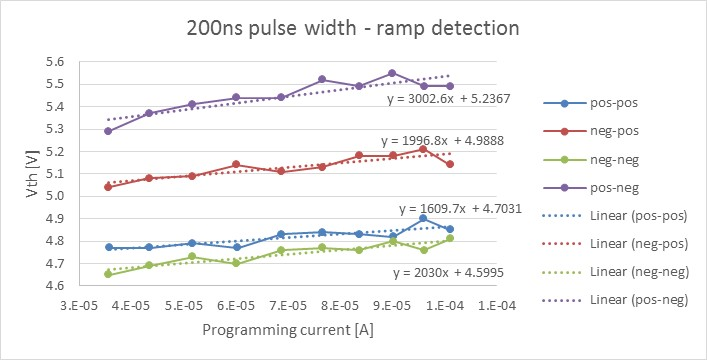 200ns pulse width - ramp detection
5.6
5.5
5.4
5.3
5.2
5.1
5.0
4.9
4.8
4.7
4.6
Vth [V]
y = 3002.6x + 5.2367
y = 1996.8x + 4.9888
y = 1609.7x + 4.7031
y = 2030x + 4.5995
3.E-05 4.E-05 5.E-05 6.E-05 7.E-05 8.E-05 9.E-05 1.E-04 1.E-04
Programming current [A]
pos-pos
neg-pos
neg-neg
pos-neg
Linear (pos-pos)
Linear (neg-pos)
Linear (neg-neg)
Linear (pos-neg)